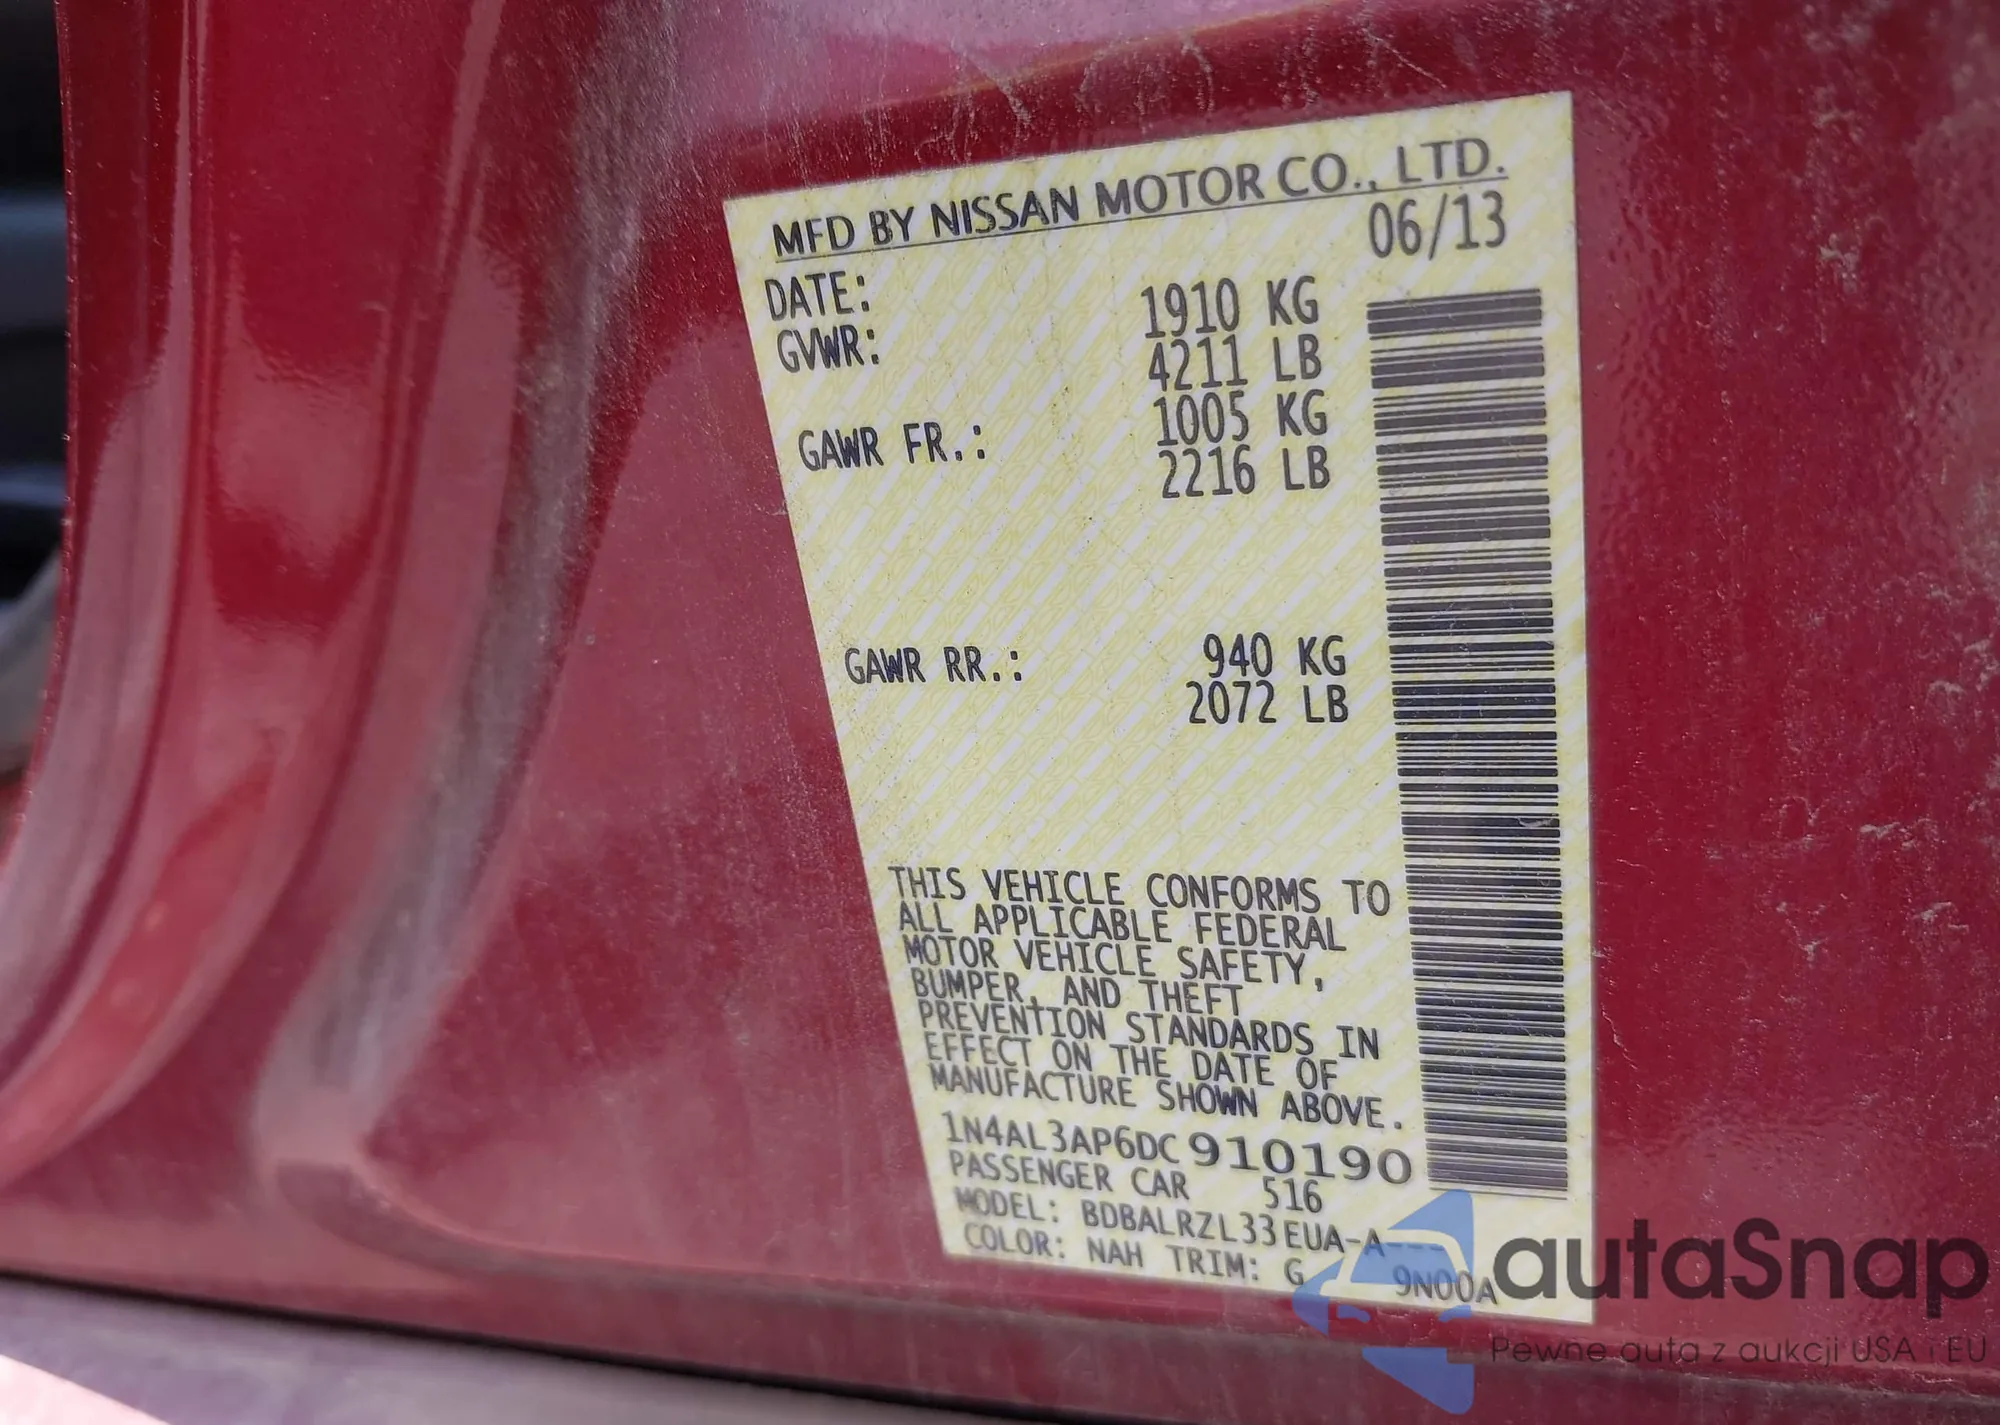 MFD BY NISSAN MOTOR CO., LTD.
DATE: 06/13
GVWR: 1910 KG
4211 LB
GAWR FR.: 1005 KG
2216 LB
GAWR RR.: 940 KG
2072 LB
THIS VEHICLE CONFORMS TO
ALL APPLICABLE FEDERAL
MOTOR VEHICLE SAFETY,
BUMPER, AND THEFT
PREVENTION STANDARDS IN
EFFECT ON THE DATE OF
MANUFACTURE SHOWN ABOVE.
1N4AL3AP6DC910190
PASSENGER CAR 516
MODEL: BDBALRZL33EUA-A---
COLOR: NAH TRIM: G 9N00A
autaSnap
Pewne auta z aukcji USA i EU